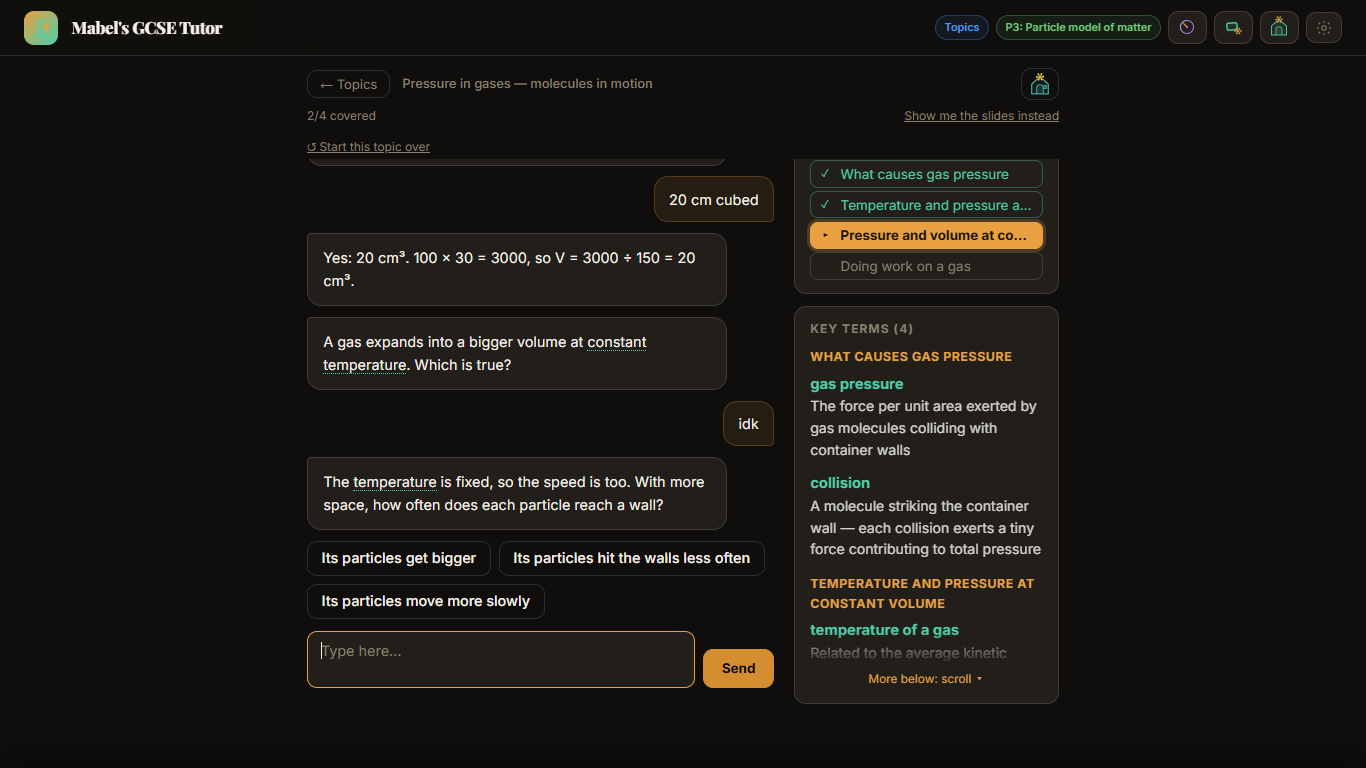 Mabel's GCSE Tutor
Topics
P3: Particle model of matter
← Topics
Pressure in gases — molecules in motion
2/4 covered
Show me the slides instead
↺ Start this topic over
20 cm cubed
Yes: 20 cm³. 100 × 30 = 3000, so V = 3000 ÷ 150 = 20
cm³.
A gas expands into a bigger volume at constant
temperature. Which is true?
idk
The temperature is fixed, so the speed is too. With more
space, how often does each particle reach a wall?
Its particles get bigger
Its particles hit the walls less often
Its particles move more slowly
Type here...
Send
✓ What causes gas pressure
✓ Temperature and pressure a...
▸ Pressure and volume at co...
Doing work on a gas
KEY TERMS (4)
WHAT CAUSES GAS PRESSURE
gas pressure
The force per unit area exerted by
gas molecules colliding with
container walls
collision
A molecule striking the container
wall — each collision exerts a tiny
force contributing to total pressure
TEMPERATURE AND PRESSURE AT
CONSTANT VOLUME
temperature of a gas
Related to the average kinetic
More below: scroll ▾